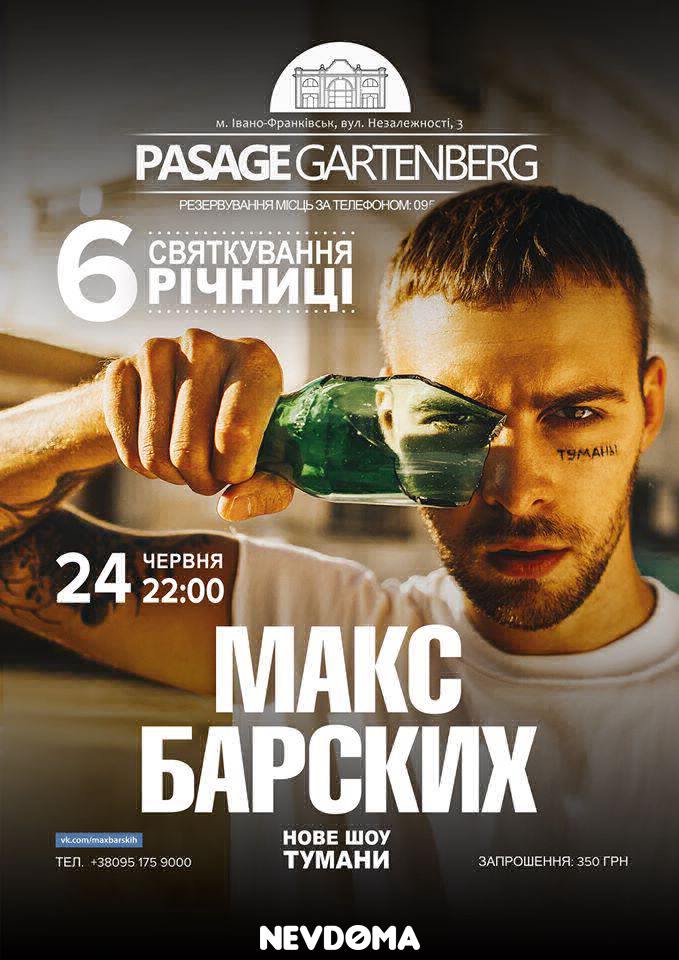 м. Івано-Франківськ, вул. Незалежності, 3
PASAGE GARTENBERG
РЕЗЕРВУВАННЯ МІСЦЬ ЗА ТЕЛЕФОНОМ: 095
6 СВЯТКУВАННЯ
РІЧНИЦІ
ТУМАНЫ
24 ЧЕРВНЯ
22:00
МАКС
БАРСКИХ
НОВЕ ШОУ
ТУМАНИ
vk.com/maxbarskih
ТЕЛ. +38095 175 9000
ЗАПРОШЕННЯ: 350 ГРН
NEVDOMA